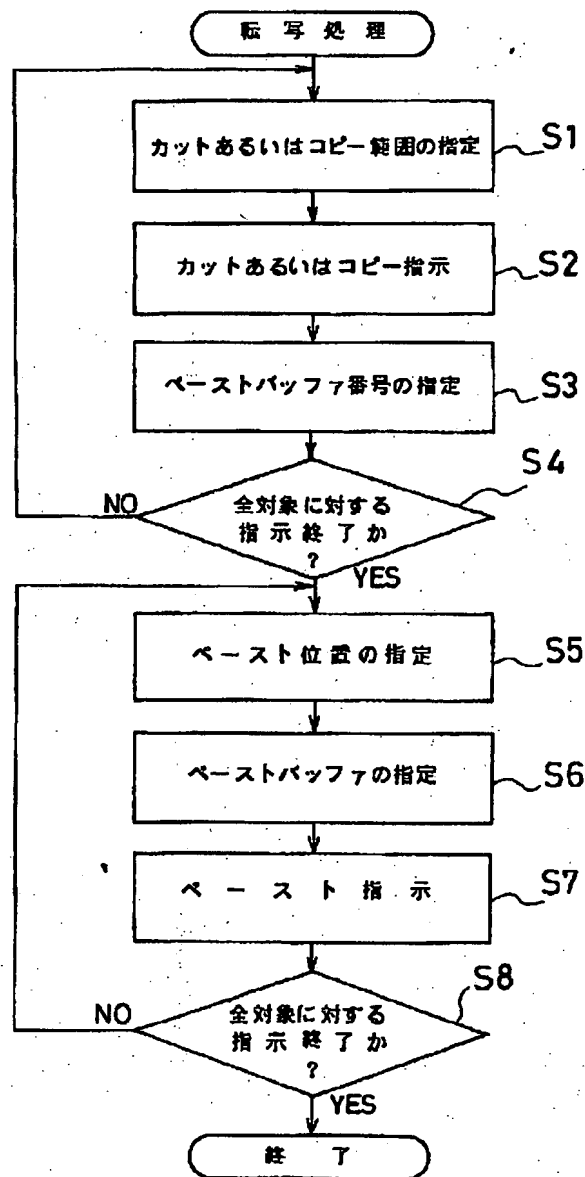 転写処理
カットあるいはコピー範囲の指定
S1
カットあるいはコピー指示
S2
ペーストバッファ番号の指定
S3
S4
NO
全対象に対する
指示終了か
?
YES
ペースト位置の指定
S5
ペーストバッファの指定
S6
ペースト指示
S7
S8
NO
全対象に対する
指示終了か
?
YES
終了